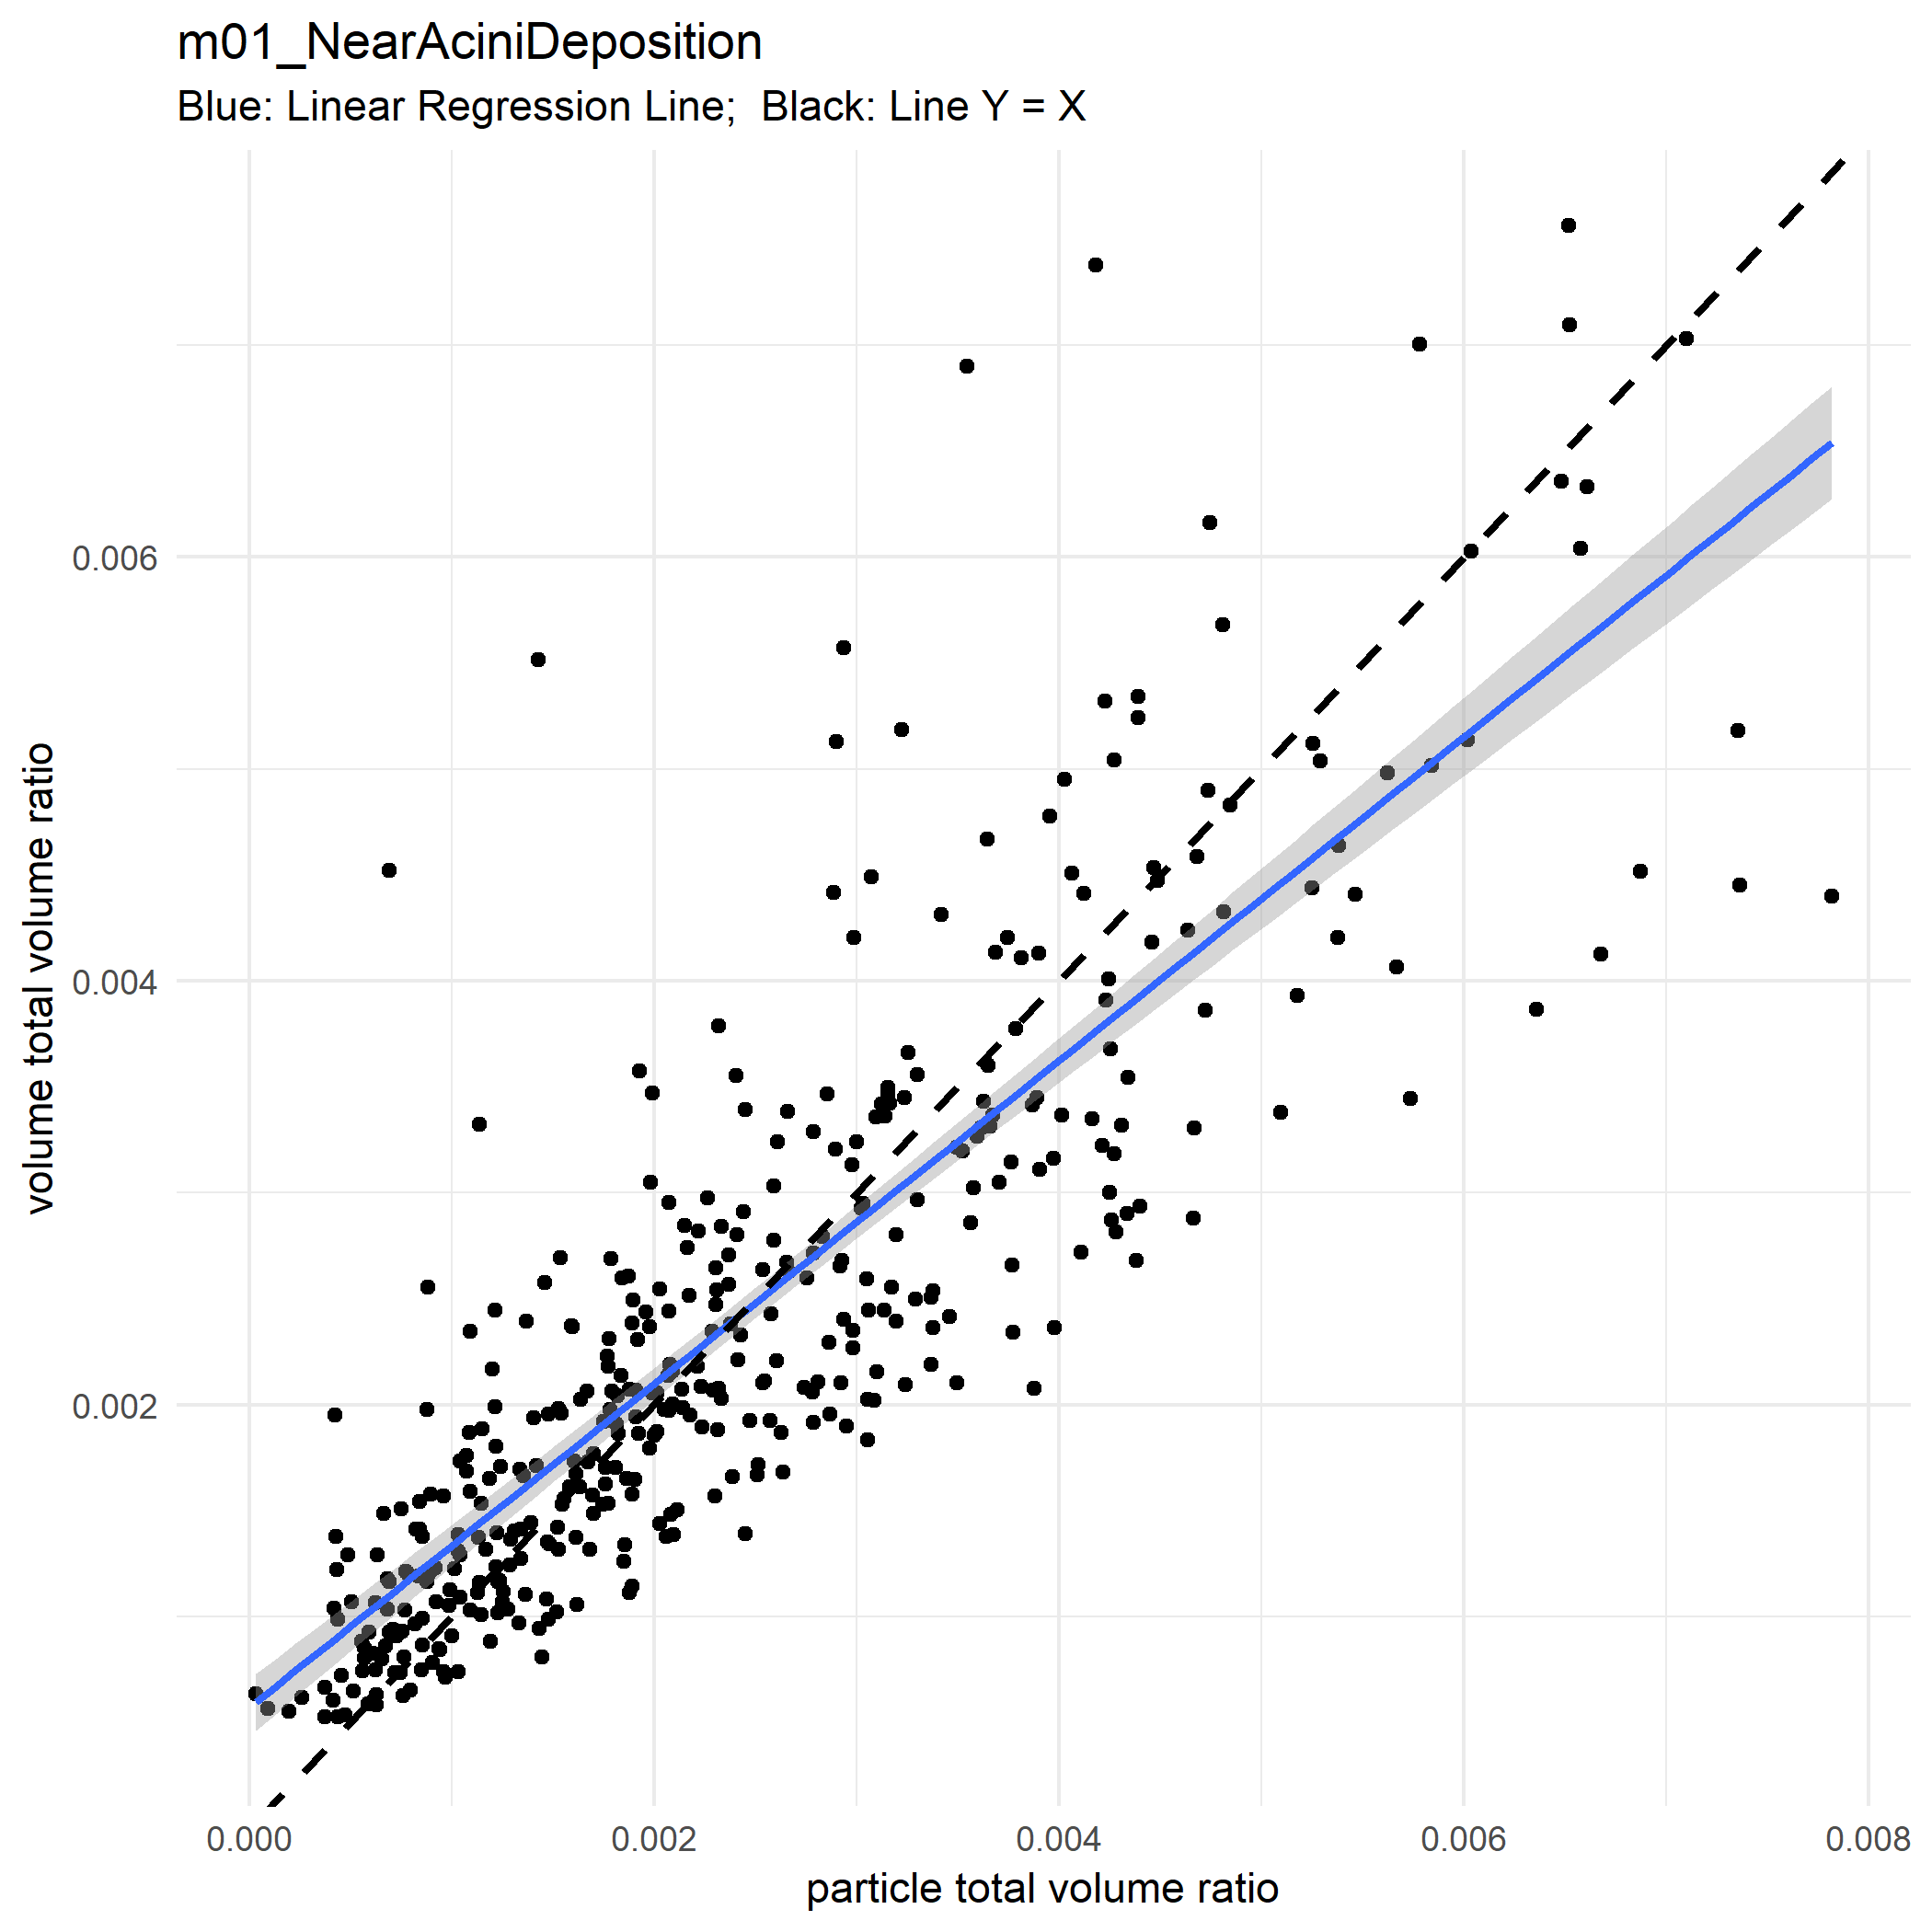 m01_NearAciniDeposition
Blue: Linear Regression Line;  Black: Line Y = X
volume total volume ratio
0.006
0.004
0.002
0.000
0.002
0.004
0.006
0.008
particle total volume ratio